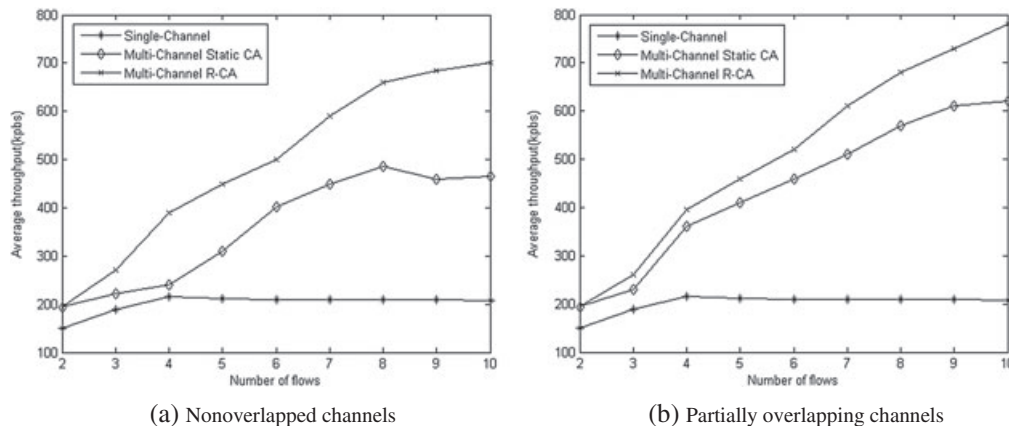 800
700
600
500
400
300
200
100
Average throughput(kpbs)
Single-Channel
Multi-Channel Static CA
Multi-Channel R-CA
2 3 4 5 6 7 8 9 10
Number of flows
(a) Nonoverlapped channels
800
700
600
500
400
300
200
100
Average throughput(kpbs)
Single-Channel
Multi-Channel Static CA
Multi-Channel R-CA
2 3 4 5 6 7 8 9 10
Number of flows
(b) Partially overlapping channels